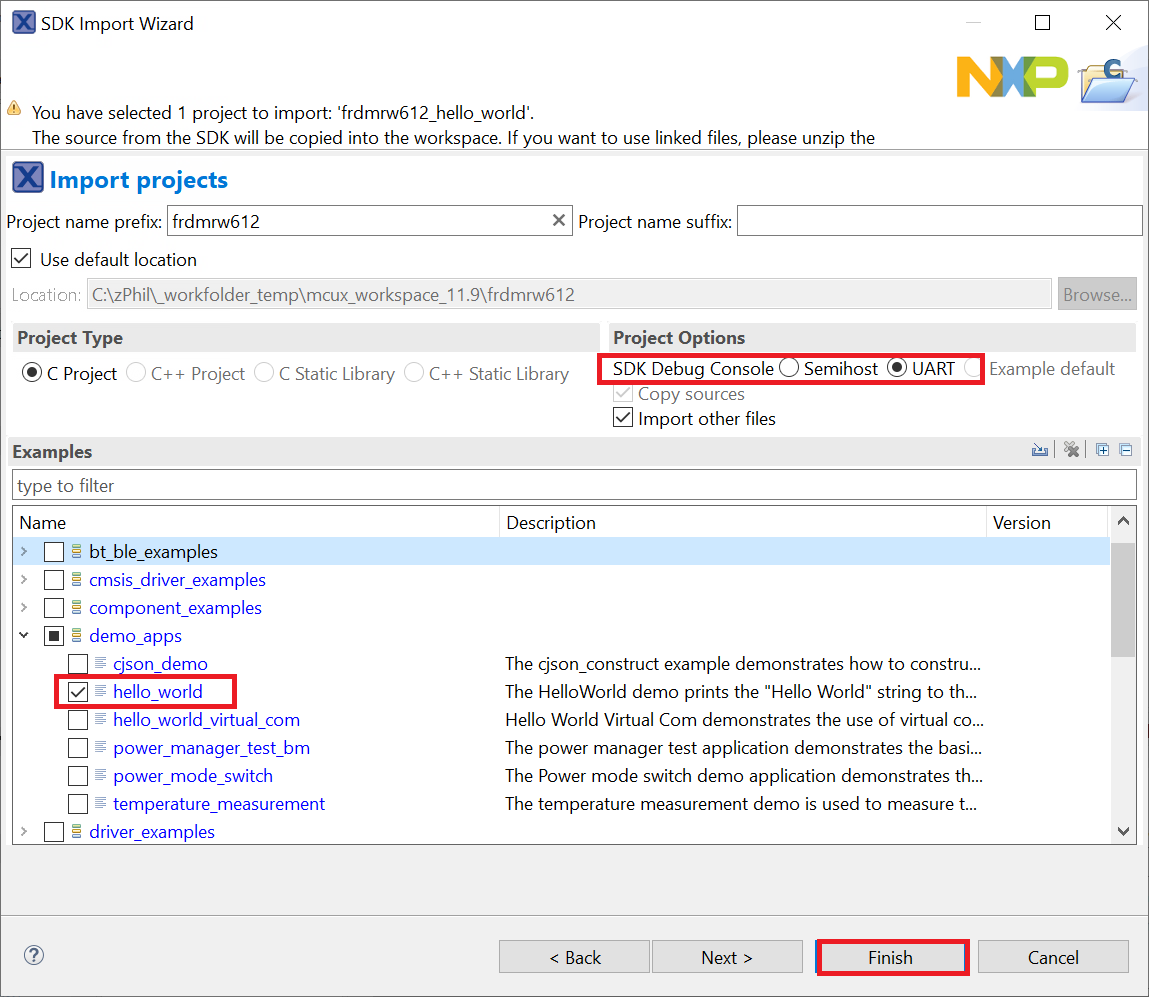 SDK Import Wizard
NXP
C
You have selected 1 project to import: 'frdmrw612_hello_world'.
The source from the SDK will be copied into the workspace. If you want to use linked files, please unzip the
X Import projects
Project name prefix: frdmrw612 Project name suffix:
Use default location
Location: C:\zPhil\_workfolder_temp\mcux_workspace_11.9\frdmrw612 Browse...
Project Type Project Options
C Project C++ Project C Static Library C++ Static Library SDK Debug Console Semihost UART Example default
Copy sources
Import other files
Examples
type to filter
Name Description Version
bt_ble_examples
cmsis_driver_examples
component_examples
demo_apps
cjson_demo The cjson_construct example demonstrates how to constru...
hello_world The HelloWorld demo prints the "Hello World" string to th...
hello_world_virtual_com Hello World Virtual Com demonstrates the use of virtual co...
power_manager_test_bm The power manager test application demonstrates the basi...
power_mode_switch The Power mode switch demo application demonstrates th...
temperature_measurement The temperature measurement demo is used to measure t...
driver_examples
? < Back Next > Finish Cancel